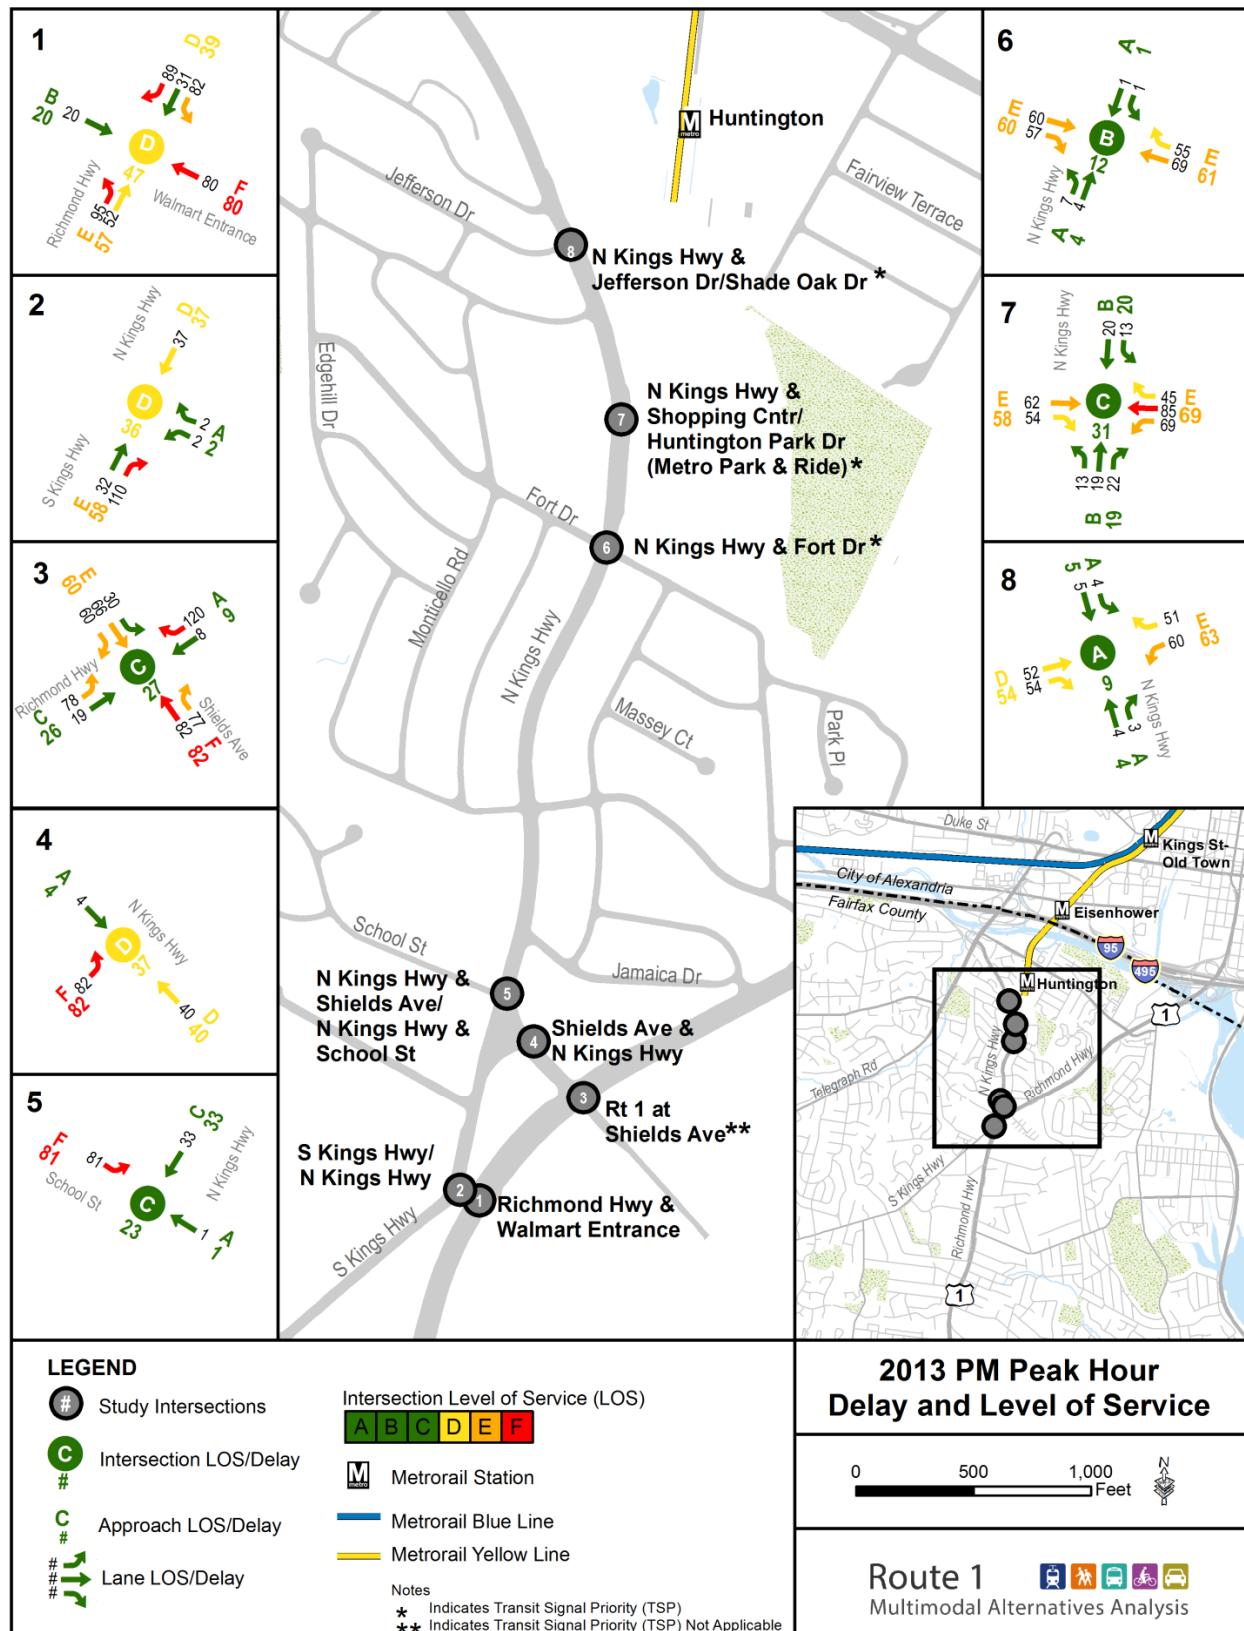 1
D
39
89
31
82
B
20
20
D
47
80
F
80
Richmond Hwy
Walmart Entrance
95
52
E
57
2
N Kings Hwy
D
37
37
D
36
2
2
A
2
S Kings Hwy
32
110
E
58
3
E
60
60
68
30
A
9
120
8
C
27
Richmond Hwy
78
19
C
26
Shields Ave
77
82
F
82
4
A
4
4
N Kings Hwy
D
37
82
F
82
40
D
40
5
F
81
81
School St
C
33
33
N Kings Hwy
C
23
1
A
1
Huntington
M
metro
Jefferson Dr
Fairview Terrace
8
N Kings Hwy &
Jefferson Dr/Shade Oak Dr *
Edgehill Dr
7
N Kings Hwy &
Shopping Cntr/
Huntington Park Dr
(Metro Park & Ride) *
Fort Dr
6
N Kings Hwy & Fort Dr *
Monticello Rd
N Kings Hwy
Massey Ct
Park Pl
School St
Jamaica Dr
5
N Kings Hwy &
Shields Ave/
N Kings Hwy &
School St
4
Shields Ave &
N Kings Hwy
3
Rt 1 at
Shields Ave**
S Kings Hwy/
N Kings Hwy
2
1
Richmond Hwy &
Walmart Entrance
S Kings Hwy
6
A
1
1
1
E
60
60
57
B
12
55
69
E
61
N Kings Hwy
7
4
A
4
7
N Kings Hwy
B
20
20
13
E
58
62
54
C
31
45
85
69
E
69
13
19
22
B
19
8
A
5
5
4
51
60
E
63
A
9
D
54
52
54
N Kings Hwy
4
3
A
4
Duke St
M
Kings St-
Old Town
City of Alexandria
Fairfax County
M
Eisenhower
95
495
M
Huntington
1
N Kings Hwy
Richmond Hwy
Telegraph Rd
S Kings Hwy
Richmond Hwy
1
LEGEND
# Study Intersections
C
#
Intersection LOS/Delay
C
#
Approach LOS/Delay
#
#
#
Lane LOS/Delay
Intersection Level of Service (LOS)
A B C D E F
M
metro
Metrorail Station
Metrorail Blue Line
Metrorail Yellow Line
Notes
* Indicates Transit Signal Priority (TSP)
** Indicates Transit Signal Priority (TSP) Not Applicable
2013 PM Peak Hour
Delay and Level of Service
0 500 1,000
Feet
N
Route 1
Multimodal Alternatives Analysis